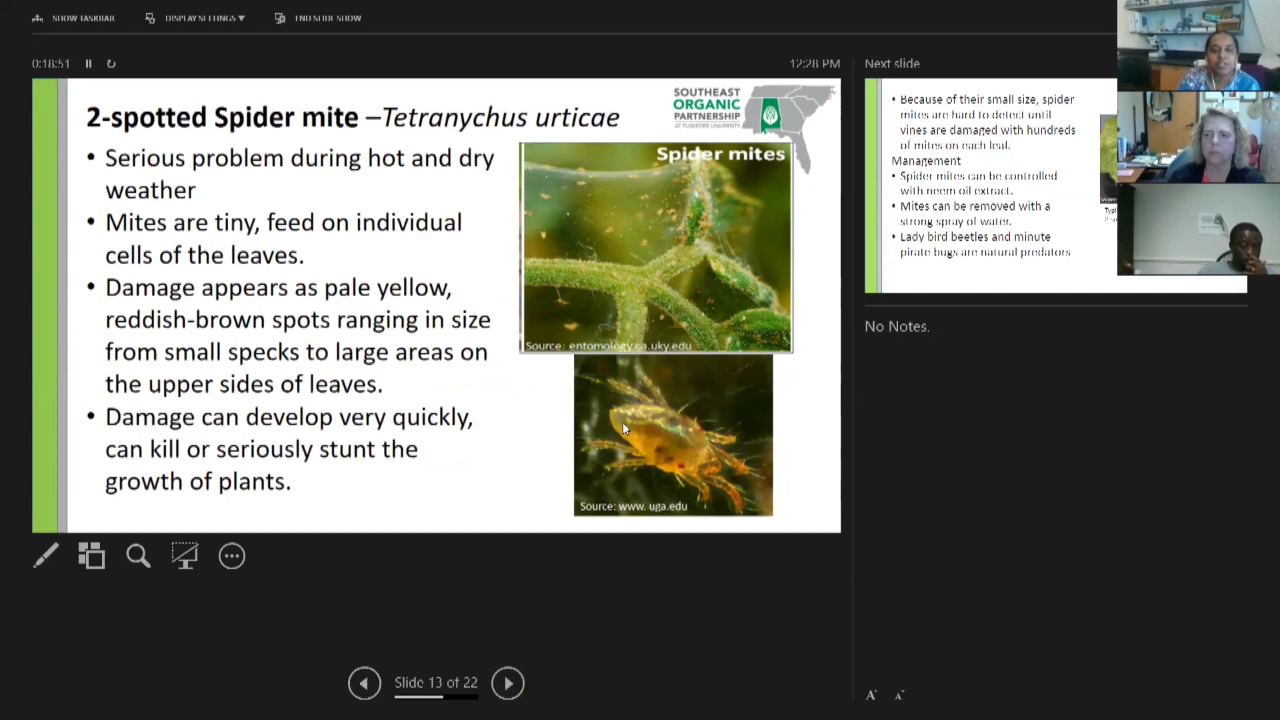 SHOW TASKBAR
DISPLAY SETTINGS ▼
END SLIDE SHOW
0:18:51
12:28 PM
2-spotted Spider mite –Tetranychus urticae
SOUTHEAST
ORGANIC
PARTNERSHIP
AT TUSKEGEE UNIVERSITY
• Serious problem during hot and dry
weather
• Mites are tiny, feed on individual
cells of the leaves.
• Damage appears as pale yellow,
reddish-brown spots ranging in size
from small specks to large areas on
the upper sides of leaves.
• Damage can develop very quickly,
can kill or seriously stunt the
growth of plants.
Spider mites
Source: entomology.ca.uky.edu
Source: www. uga.edu
Slide 13 of 22
Next slide
• Because of their small size, spider
mites are hard to detect until
vines are damaged with hundreds
of mites on each leaf.
Management
• Spider mites can be controlled
with neem oil extract.
• Mites can be removed with a
strong spray of water.
• Lady bird beetles and minute
pirate bugs are natural predators
No Notes.
A A